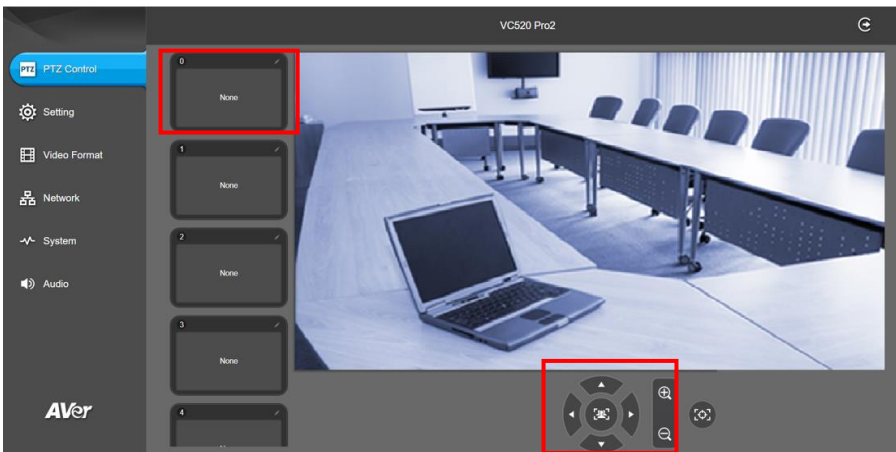 VC520 Pro2
PTZ PTZ Control
Setting
Video Format
Network
System
Audio
AVer
0
None
1
None
2
None
3
None
4